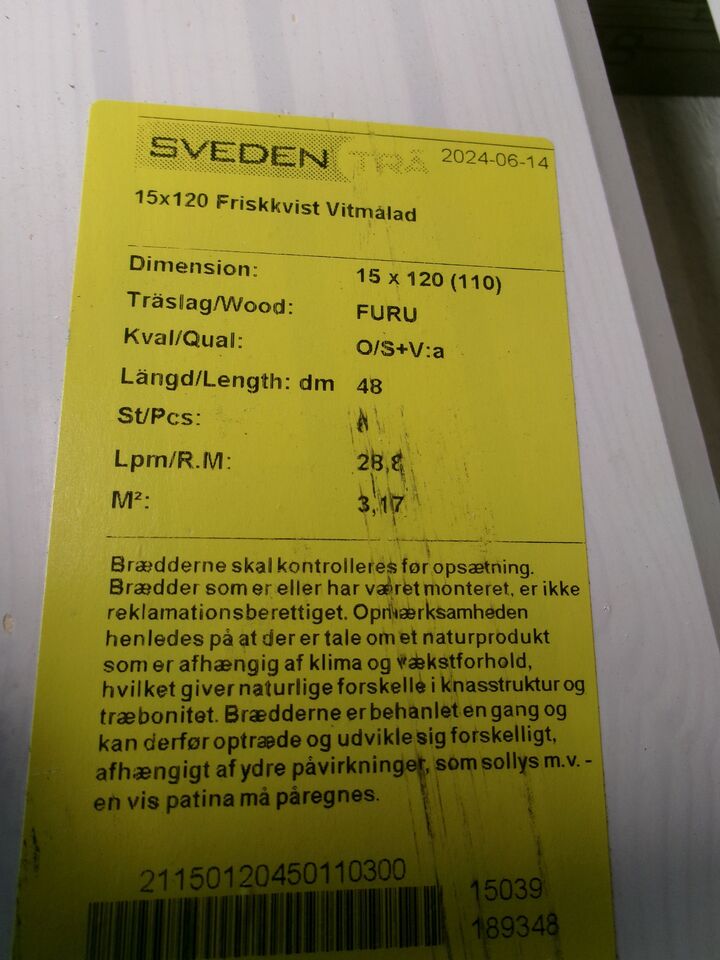 SVEDEN TRÄ 2024-06-14
15x120 Friskkvist Vitmålad
Dimension: 15 x 120 (110)
Träslag/Wood: FURU
Kval/Qual: O/S+V:a
Längd/Length: dm 48
St/Pcs:
Lpm/R.M: 28,8
M²: 3,17
Brædderne skal kontrolleres før opsætning.
Brædder som er eller har været monteret, er ikke
reklamationsberettiget. Opmærksamheden
henledes på at der er tale om et naturprodukt
som er afhængig af klima og vækstforhold,
hvilket giver naturlige forskelle i knasstruktur og
træbonitet. Brædderne er behanlet en gang og
kan derfor optræde og udvikle sig forskelligt,
afhængigt af ydre påvirkninger, som sollys m.v. -
en vis patina må påregnes.
21150120450110300
15039
189348